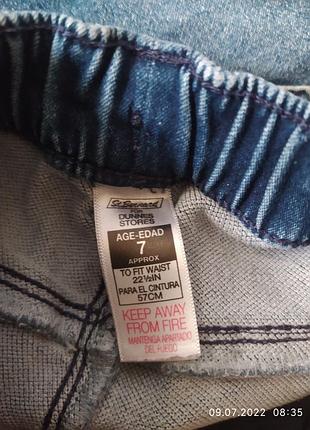 St. Bernard
FOR
DUNNES
STORES
AGE-EDAD
7
APPROX
TO FIT WAIST
22½IN
PARA EL CINTURA
57CM
KEEP AWAY
FROM FIRE
MANTENGA APARTADO
DEL FUEGO
09.07.2022 08:35